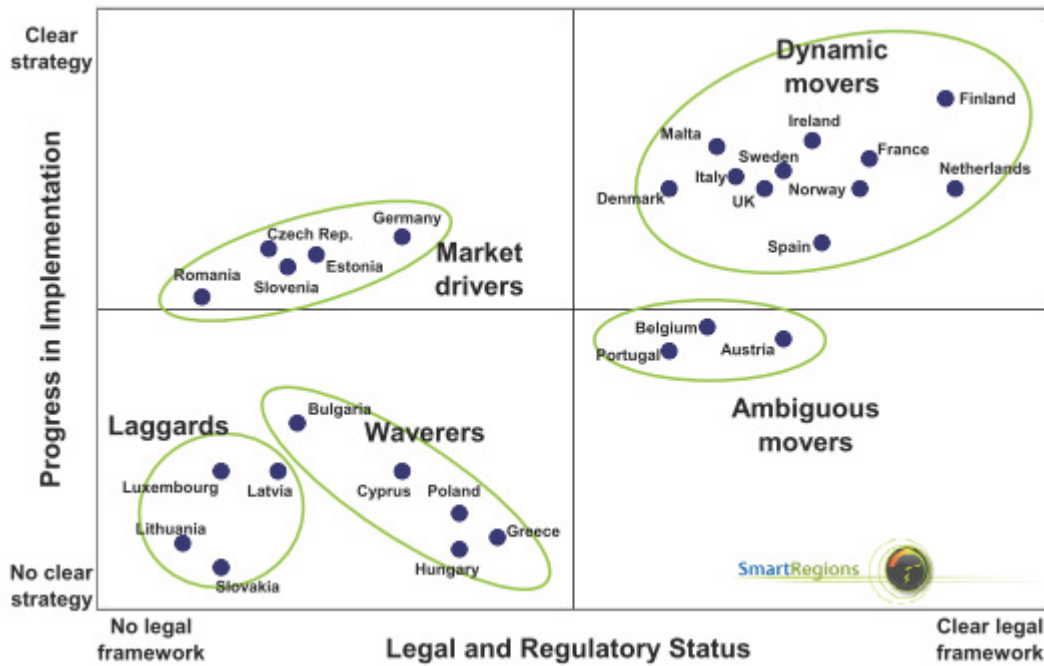 Clear
strategy
Progress in Implementation
No clear
strategy
Dynamic
movers
Finland
Ireland
Malta
France
Sweden
Italy
Netherlands
Denmark
UK
Norway
Spain
Germany
Czech Rep.
Estonia
Romania
Slovenia
Market
drivers
Belgium
Portugal
Austria
Ambiguous
movers
Laggards
Bulgaria
Waverers
Luxembourg
Latvia
Cyprus
Poland
Lithuania
Greece
Hungary
Slovakia
SmartRegions
No legal
framework
Legal and Regulatory Status
Clear legal
framework